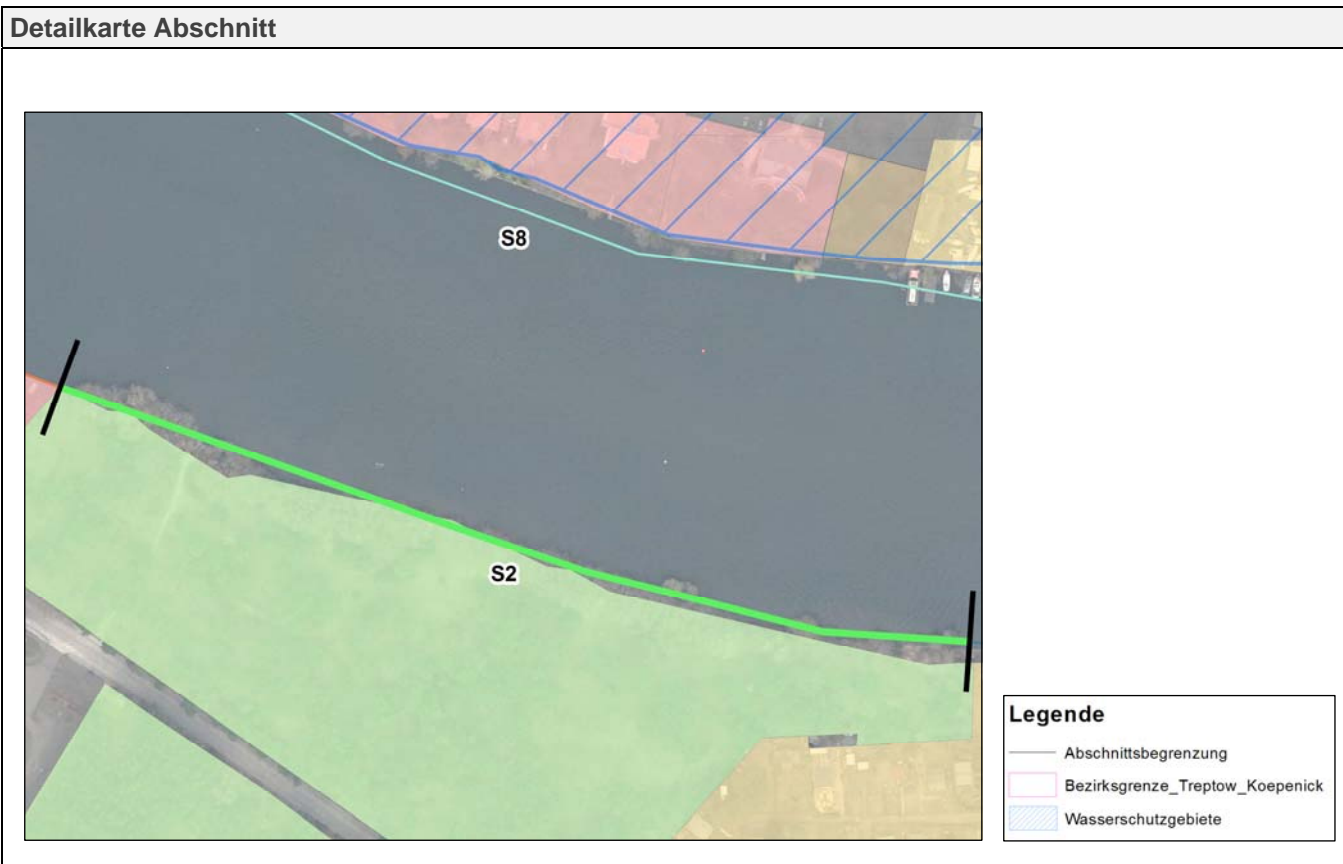 Detailkarte Abschnitt
S8
S2
Legende
Abschnittsbegrenzung
Bezirksgrenze_Treptow_Koepenick
Wasserschutzgebiete